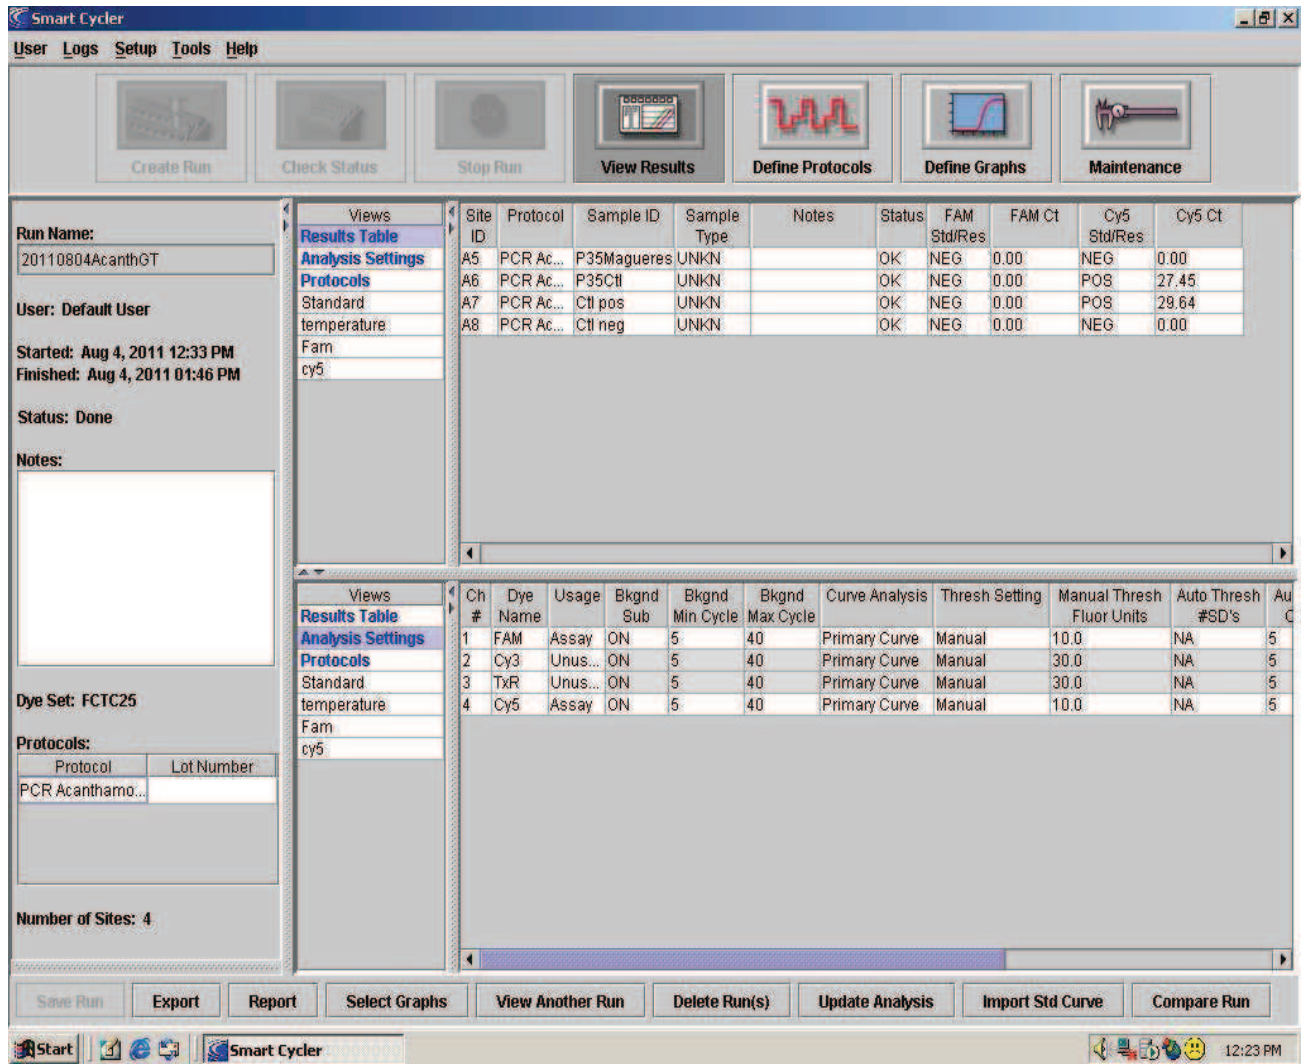 Smart Cycler
User Logs Setup Tools Help
Create Run Check Status Stop Run View Results Define Protocols Define Graphs Maintenance
Run Name:
20110804AcanthGT
User: Default User
Started: Aug 4, 2011 12:33 PM
Finished: Aug 4, 2011 01:46 PM
Status: Done
Notes:
Dye Set: FCTC25
Protocols:
Protocol Lot Number
PCR Acanthamo...
Number of Sites: 4
Views
Results Table
Analysis Settings
Protocols
Standard
temperature
Fam
cy5
Site ID Protocol Sample ID Sample Type Notes Status FAM Std/Res FAM Ct Cy5 Std/Res Cy5 Ct
A5 PCR Ac... P35Magueres UNKN OK NEG 0.00 NEG 0.00
A6 PCR Ac... P35Ctl UNKN OK NEG 0.00 POS 27.45
A7 PCR Ac... Ctl pos UNKN OK NEG 0.00 POS 29.64
A8 PCR Ac... Ctl neg UNKN OK NEG 0.00 NEG 0.00
Views
Results Table
Analysis Settings
Protocols
Standard
temperature
Fam
cy5
Ch # Dye Name Usage Bkgnd Sub Bkgnd Min Cycle Bkgnd Max Cycle Curve Analysis Thresh Setting Manual Thresh Fluor Units Auto Thresh #SD's Au C
1 FAM Assay ON 5 40 Primary Curve Manual 10.0 NA 5
2 Cy3 Unus... ON 5 40 Primary Curve Manual 30.0 NA 5
3 TxR Unus... ON 5 40 Primary Curve Manual 30.0 NA 5
4 Cy5 Assay ON 5 40 Primary Curve Manual 10.0 NA 5
Save Run Export Report Select Graphs View Another Run Delete Run(s) Update Analysis Import Std Curve Compare Run
Start Smart Cycler 12:23 PM